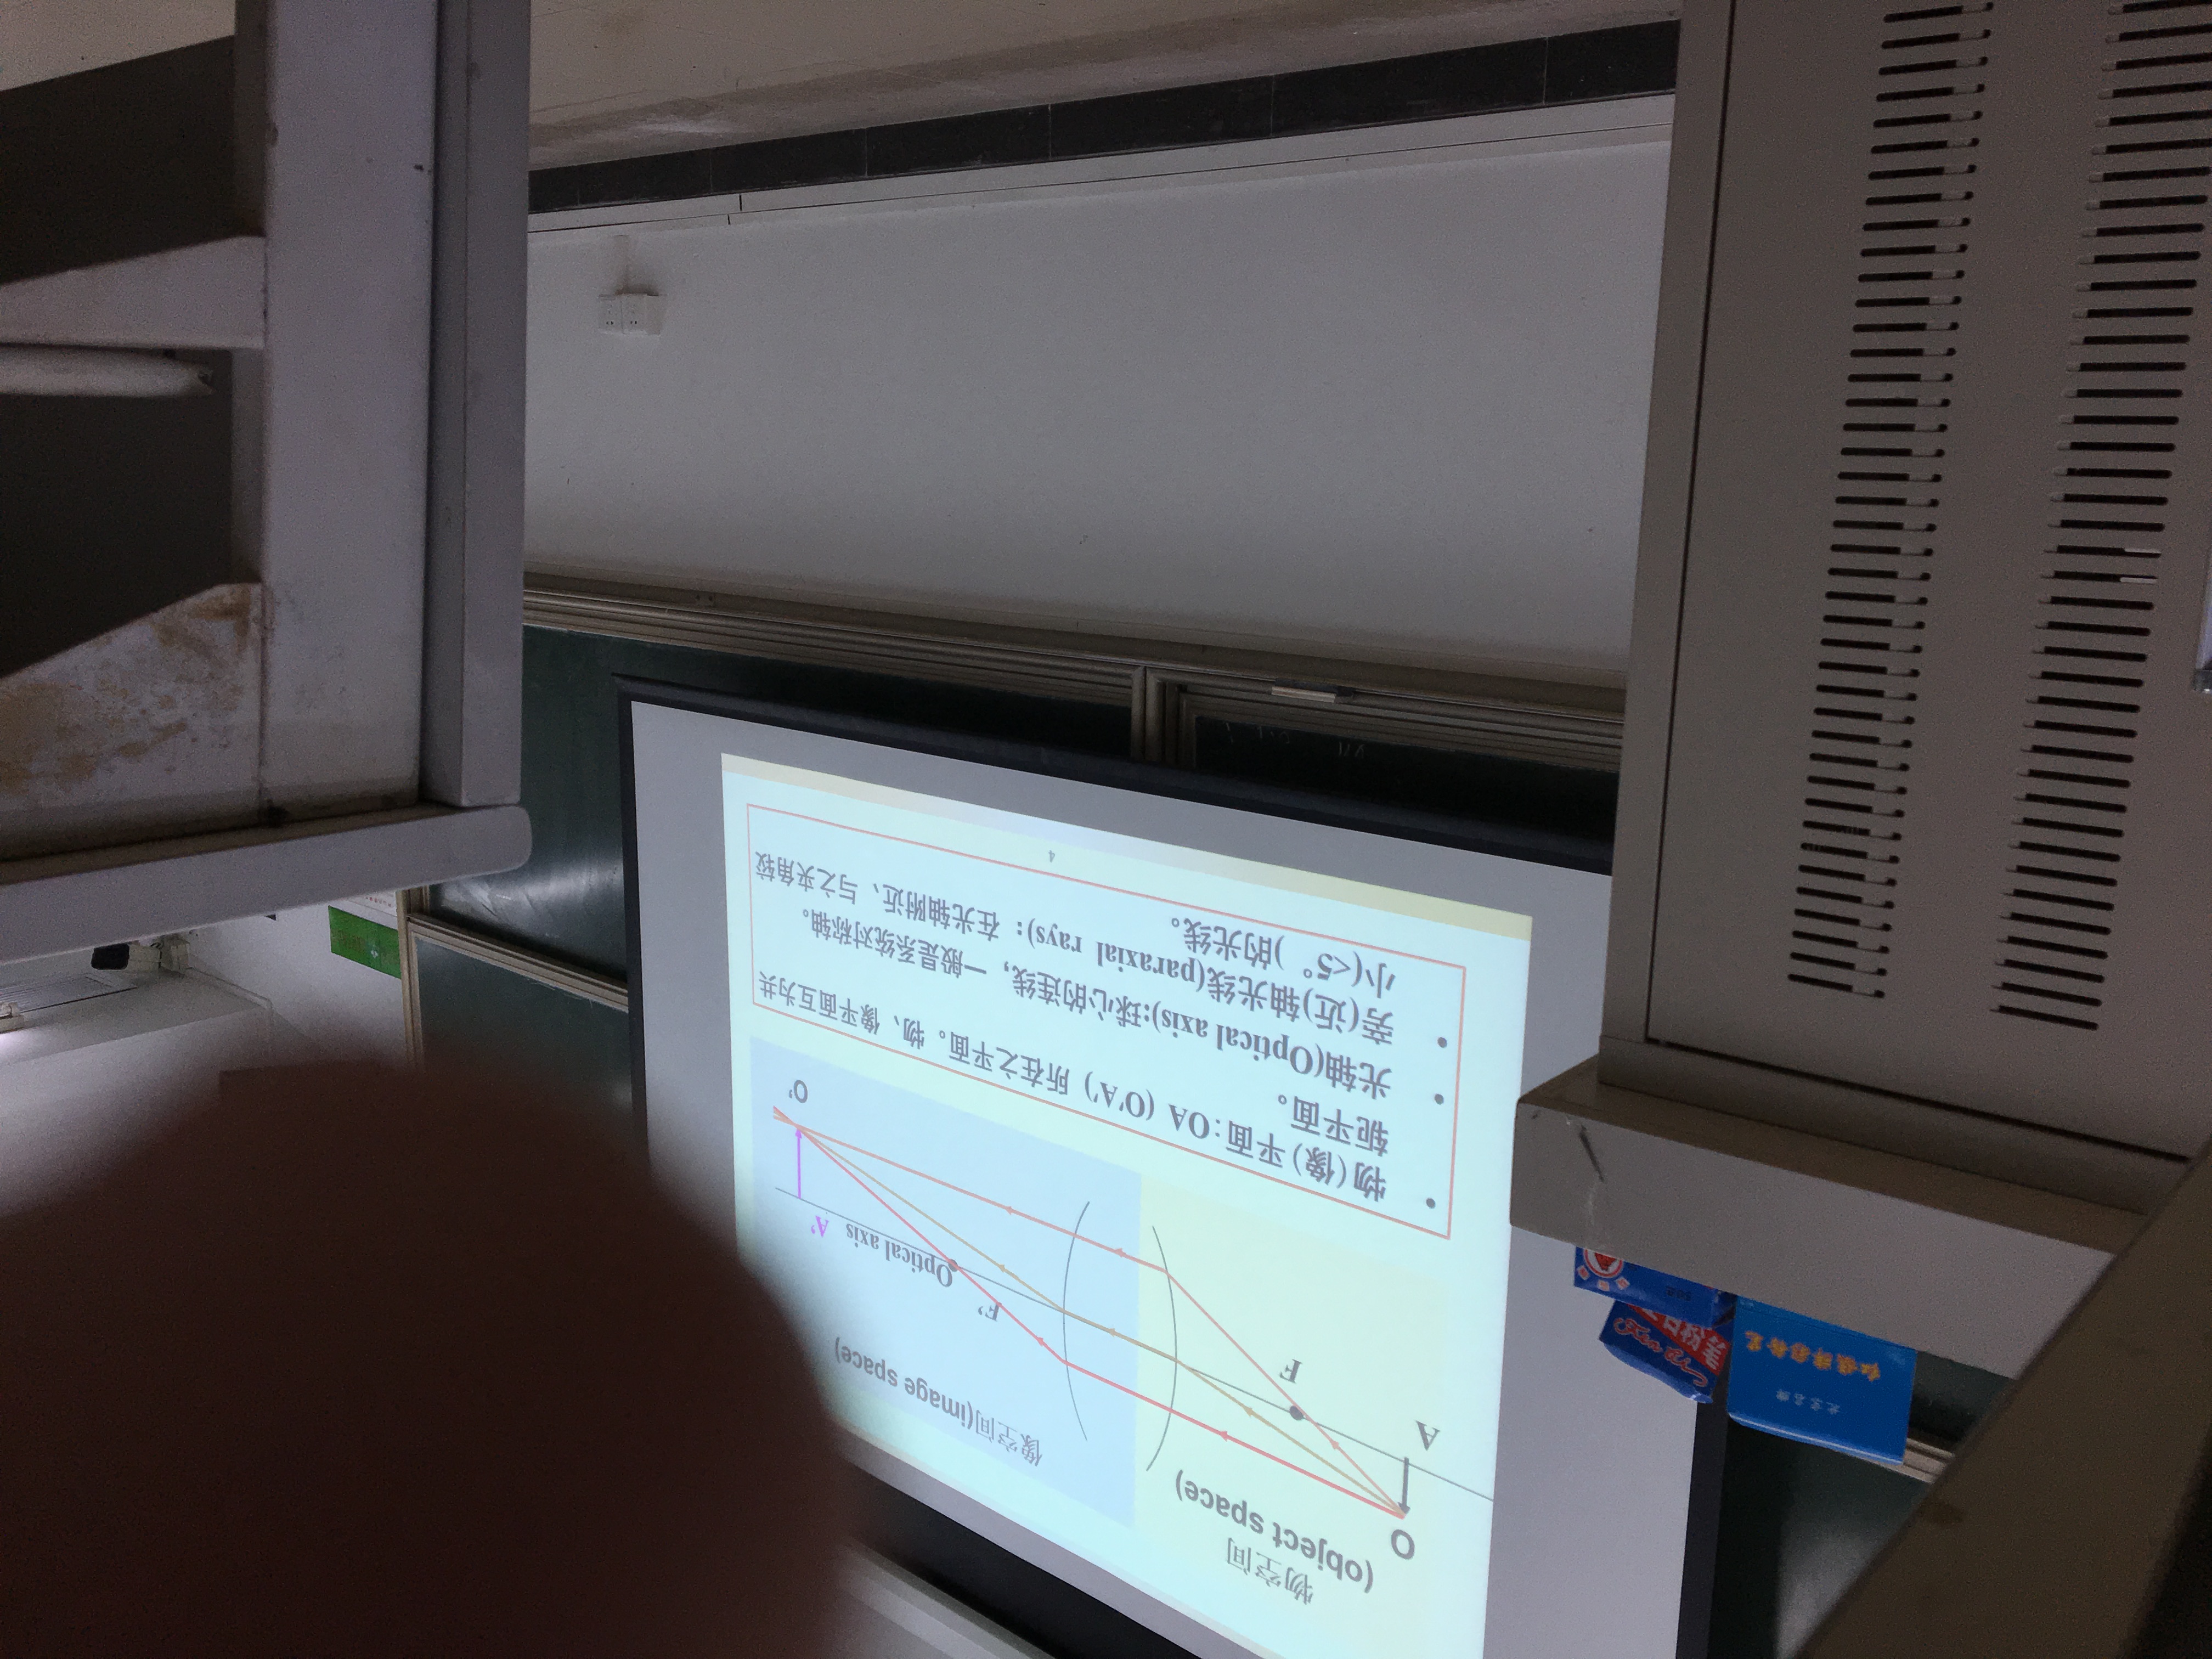 物空间
(object space)
O
像空间(image space)
A
F
F’
Optical axis
A’
O’
• 物(像)平面:OA (O′A′) 所在之平面。物、像平面互为共
轭平面。
• 光轴(Optical axis):球心的连线，一般是系统对称轴。
• 旁(近)轴光线(paraxial rays)：在光轴附近、与之夹角较
小(<5° )的光线。
4
北京名牌
红旗牌彩粉笔